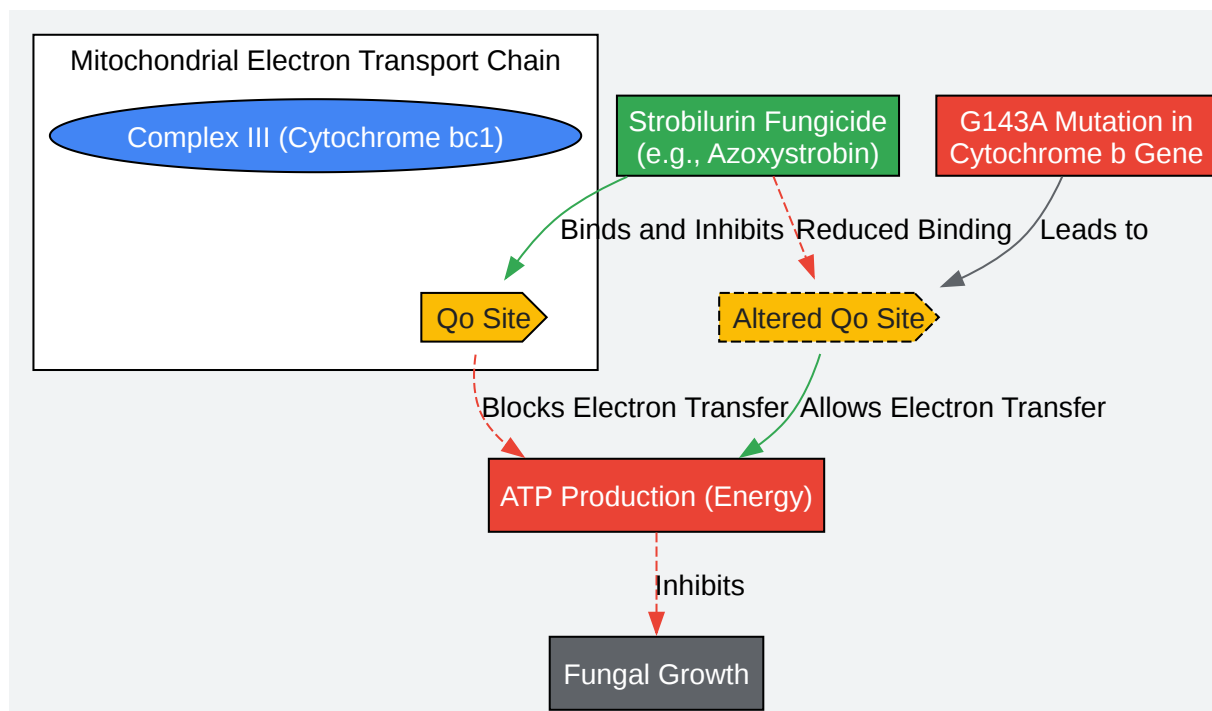 Mitochondrial Electron Transport Chain
Complex III (Cytochrome bc1)
Strobilurin Fungicide
(e.g., Azoxystrobin)
G143A Mutation in
Cytochrome b Gene
Binds and Inhibits
Reduced Binding
Leads to
Qo Site
Altered Qo Site
Blocks Electron Transfer
Allows Electron Transfer
ATP Production (Energy)
Inhibits
Fungal Growth